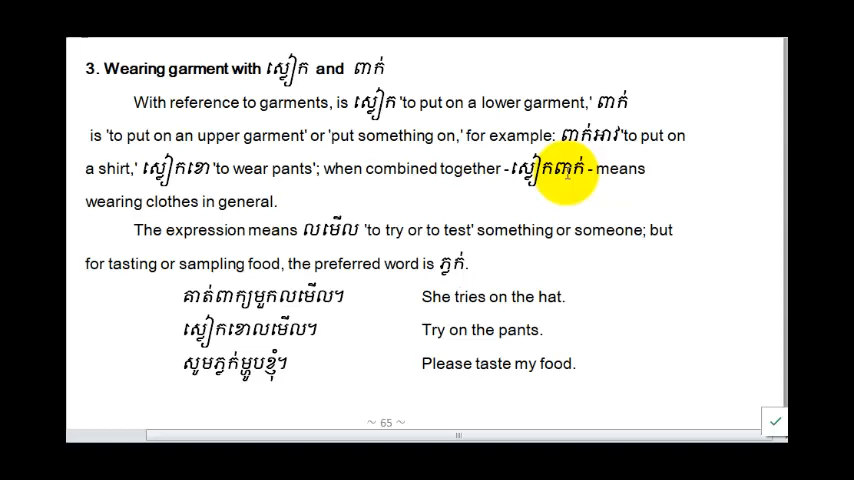 3. Wearing garment with ស្លៀក and ពាក់
With reference to garments, is ស្លៀក 'to put on a lower garment,' ពាក់
is 'to put on an upper garment' or 'put something on,' for example: ពាក់អាវ 'to put on
a shirt,' ស្លៀកខោ 'to wear pants'; when combined together -ស្លៀកពាក់ - means
wearing clothes in general.
The expression means លមើល 'to try or to test' something or someone; but
for tasting or sampling food, the preferred word is ភ្លក់.
គាត់ពាក្យមួកលមើល។ She tries on the hat.
ស្លៀកខោលមើល។ Try on the pants.
សូមភ្លក់ម្ហូបខ្ញុំ។ Please taste my food.
~ 65 ~